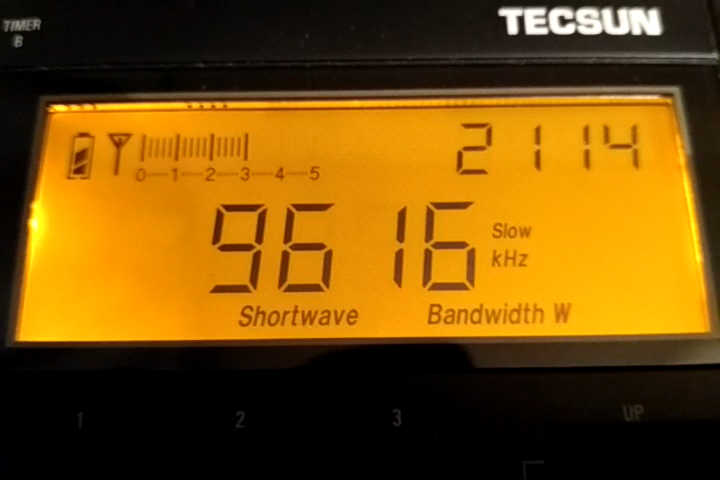 TIMER
B
TECSUN
2114
0 1 2 3 4 5
9616
Slow
kHz
Shortwave Bandwidth W
1 2 3 UP